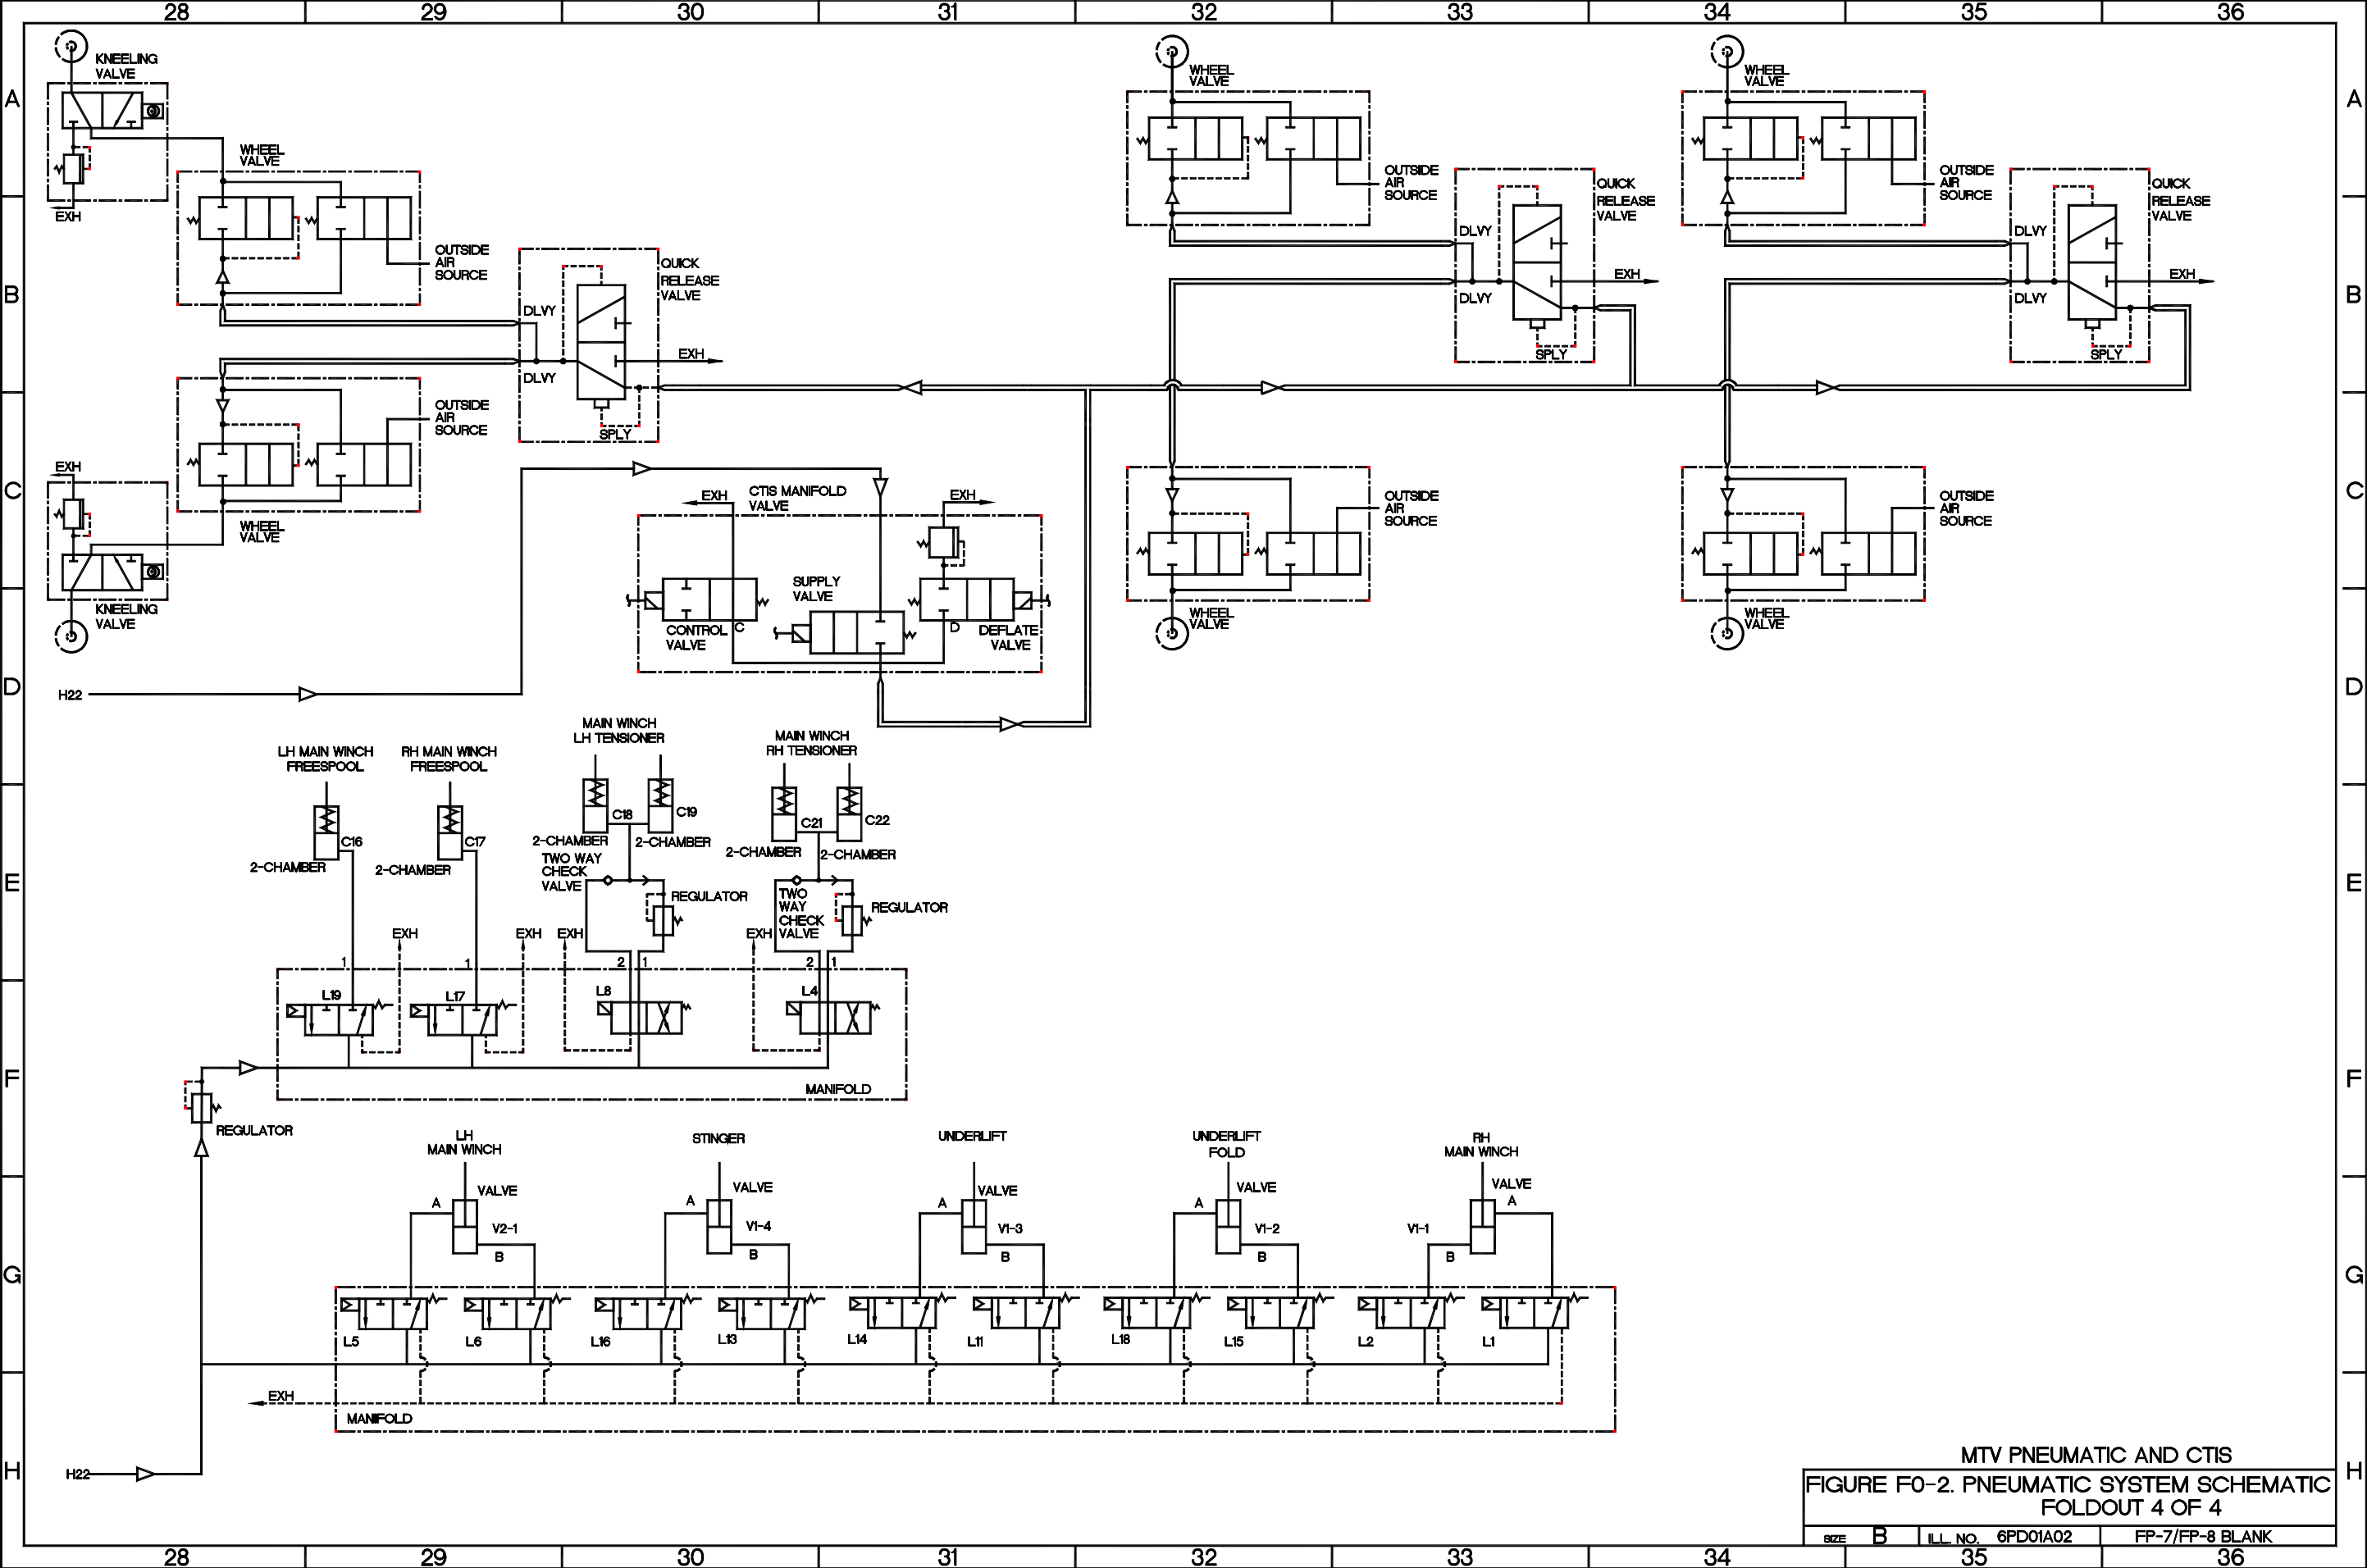 28 29 30 31 32 33 34 35 36
A
B
C
D
E
F
G
H
A
B
C
D
E
F
G
H
KNEELING
VALVE
EXH
WHEEL
VALVE
OUTSIDE
AIR
SOURCE
DLVY
DLVY
QUICK
RELEASE
VALVE
EXH
SPLY
OUTSIDE
AIR
SOURCE
WHEEL
VALVE
EXH
KNEELING
VALVE
WHEEL
VALVE
OUTSIDE
AIR
SOURCE
QUICK
RELEASE
VALVE
DLVY
DLVY
EXH
SPLY
OUTSIDE
AIR
SOURCE
WHEEL
VALVE
WHEEL
VALVE
OUTSIDE
AIR
SOURCE
QUICK
RELEASE
VALVE
DLVY
DLVY
EXH
SPLY
OUTSIDE
AIR
SOURCE
WHEEL
VALVE
EXH
CTIS MANIFOLD
VALVE
EXH
SUPPLY
VALVE
CONTROL
VALVE
C
D
DEFLATE
VALVE
H22
LH MAIN WINCH
FREESPOOL
RH MAIN WINCH
FREESPOOL
MAIN WINCH
LH TENSIONER
MAIN WINCH
RH TENSIONER
C16
2-CHAMBER
C17
2-CHAMBER
C18
C19
2-CHAMBER
2-CHAMBER
C21
C22
2-CHAMBER
2-CHAMBER
TWO WAY
CHECK
VALVE
REGULATOR
TWO
WAY
CHECK
VALVE
REGULATOR
EXH
EXH
EXH
EXH
1
1
2
1
2
1
L19
L17
L8
L4
MANIFOLD
REGULATOR
LH
MAIN WINCH
STINGER
UNDERLIFT
UNDERLIFT
FOLD
RH
MAIN WINCH
A
VALVE
V2-1
B
A
VALVE
V1-4
B
A
VALVE
V1-3
B
A
VALVE
V1-2
B
VALVE
A
V1-1
B
L5
L6
L16
L13
L14
L11
L18
L15
L2
L1
EXH
MANIFOLD
H22
MTV PNEUMATIC AND CTIS
FIGURE FO-2. PNEUMATIC SYSTEM SCHEMATIC
FOLDOUT 4 OF 4
SIZE B ILL. NO. 6PD01A02 FP-7/FP-8 BLANK
28 29 30 31 32 33 34 35 36